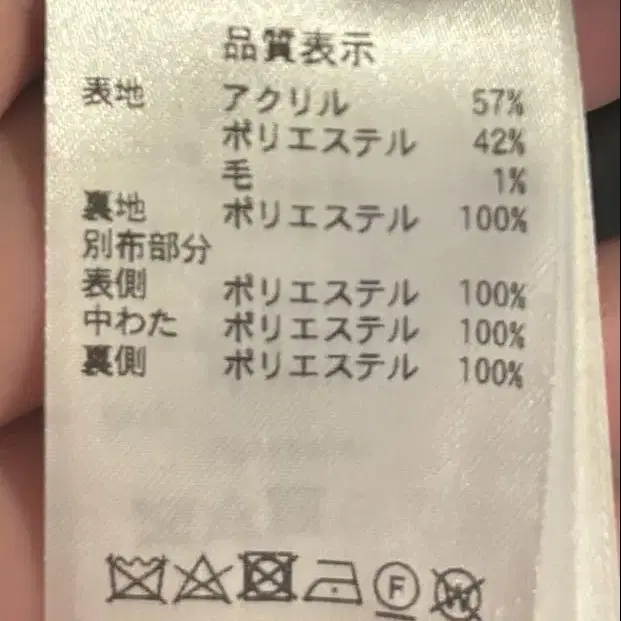 品質表示
表地 アクリル 57%
ポリエステル 42%
毛 1%
裏地 ポリエステル 100%
別布部分
表側 ポリエステル 100%
中わた ポリエステル 100%
裏側 ポリエステル 100%
F W